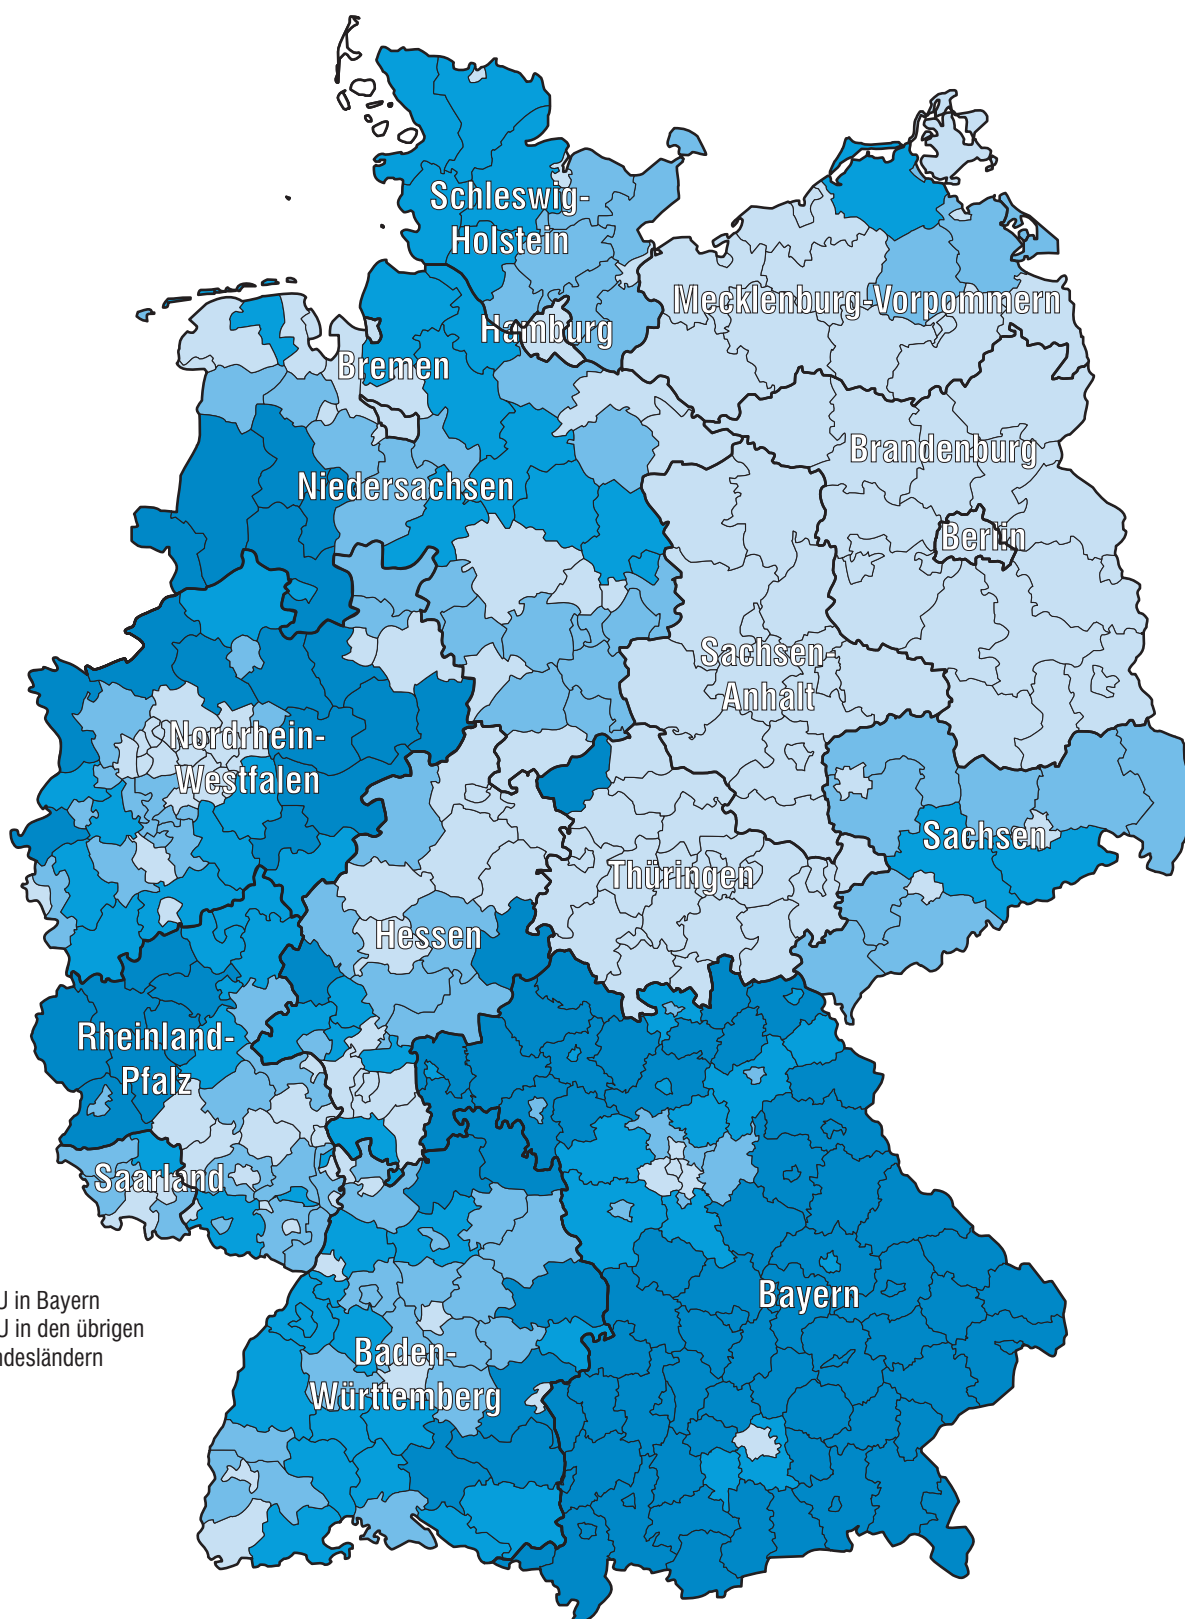 Schleswig-
Holstein
Mecklenburg-Vorpommern
Hamburg
Bremen
Brandenburg
Niedersachsen
Berlin
Sachsen-
Anhalt
Nordrhein-
Westfalen
Sachsen
Thüringen
Hessen
Rheinland-
Pfalz
Saarland
Bayern
U in Bayern
U in den übrigen
ndesländern
Baden-
Württemberg